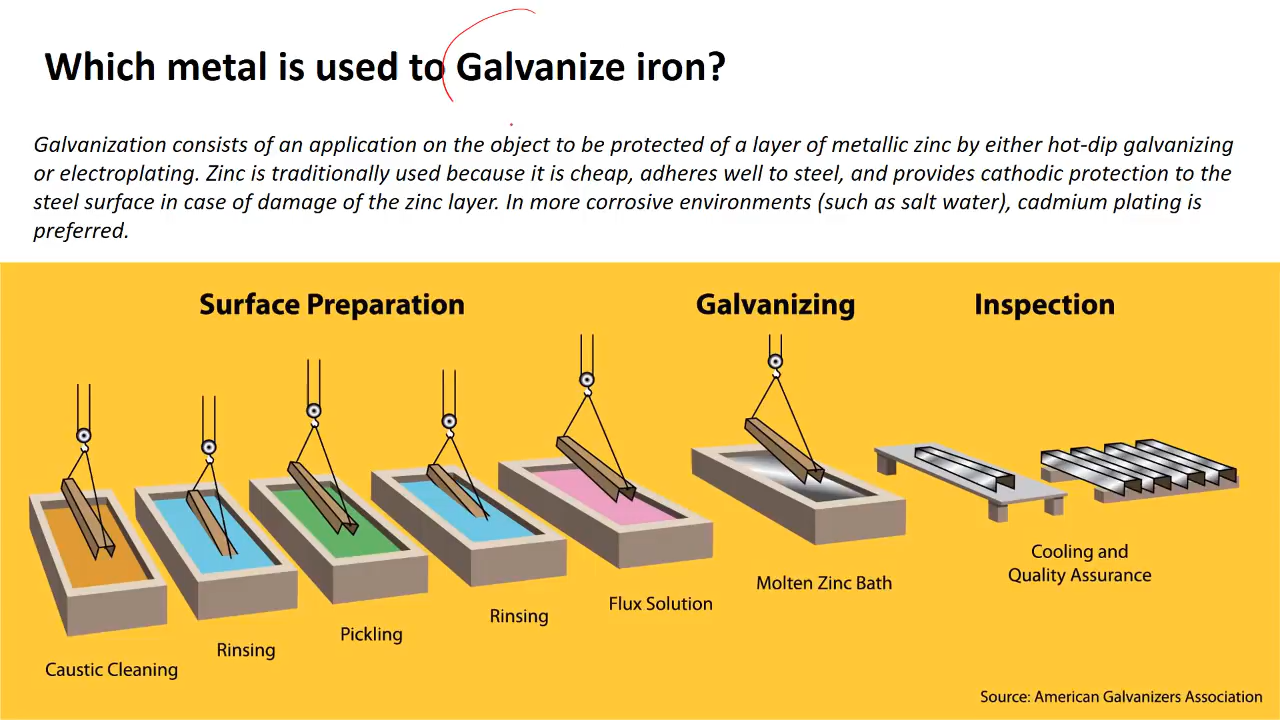 Which metal is used to Galvanize iron?
Galvanization consists of an application on the object to be protected of a layer of metallic zinc by either hot-dip galvanizing
or electroplating. Zinc is traditionally used because it is cheap, adheres well to steel, and provides cathodic protection to the
steel surface in case of damage of the zinc layer. In more corrosive environments (such as salt water), cadmium plating is
preferred.
Surface Preparation
Galvanizing
Inspection
Caustic Cleaning
Rinsing
Pickling
Rinsing
Flux Solution
Molten Zinc Bath
Cooling and
Quality Assurance
Source: American Galvanizers Association